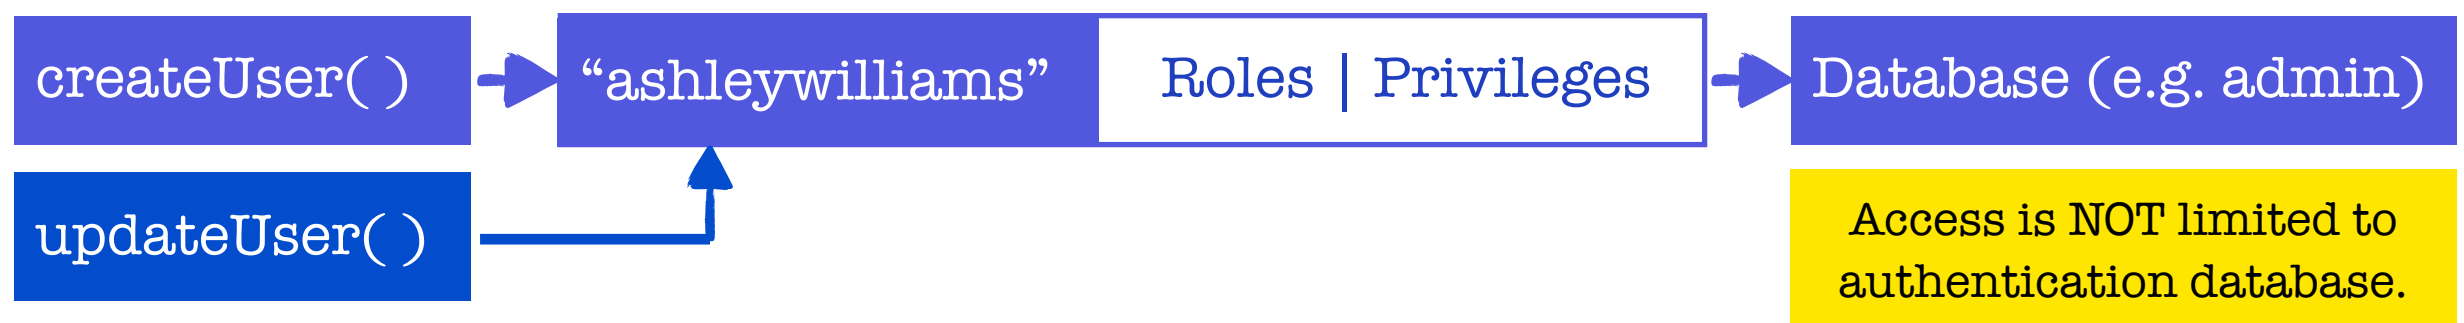 createUser( )
“ashleywilliams”
Roles | Privileges
Database (e.g. admin)
updateUser( )
Access is NOT limited to
authentication database.